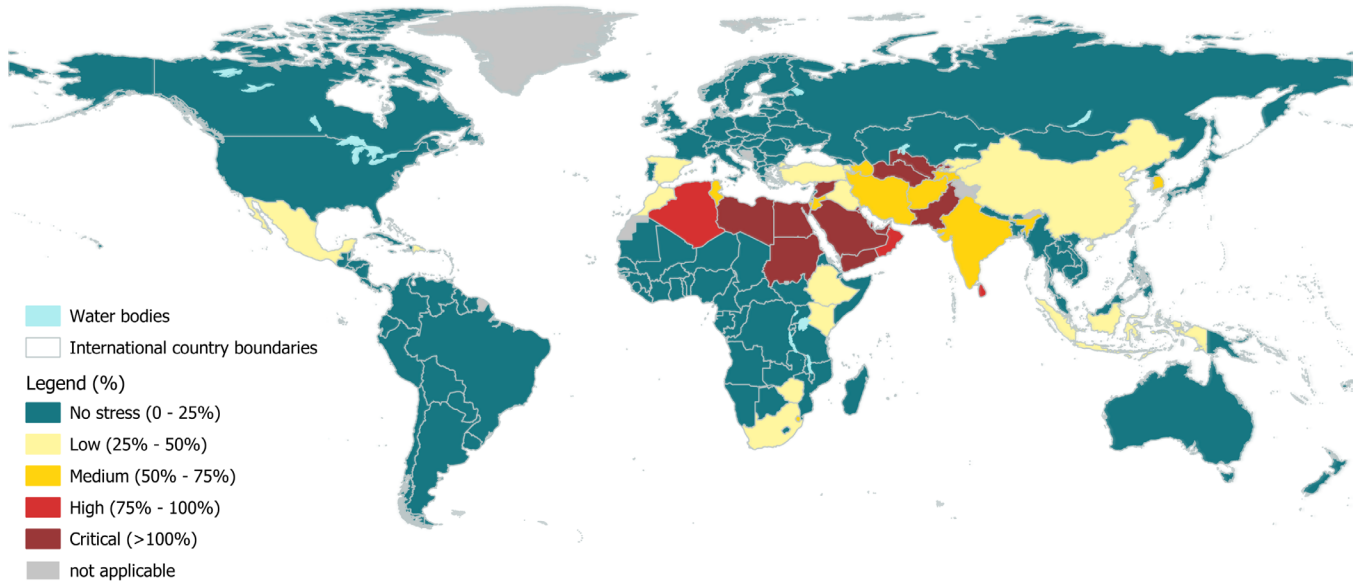 Water bodies
International country boundaries
Legend (%)
No stress (0 - 25%)
Low (25% - 50%)
Medium (50% - 75%)
High (75% - 100%)
Critical (>100%)
not applicable